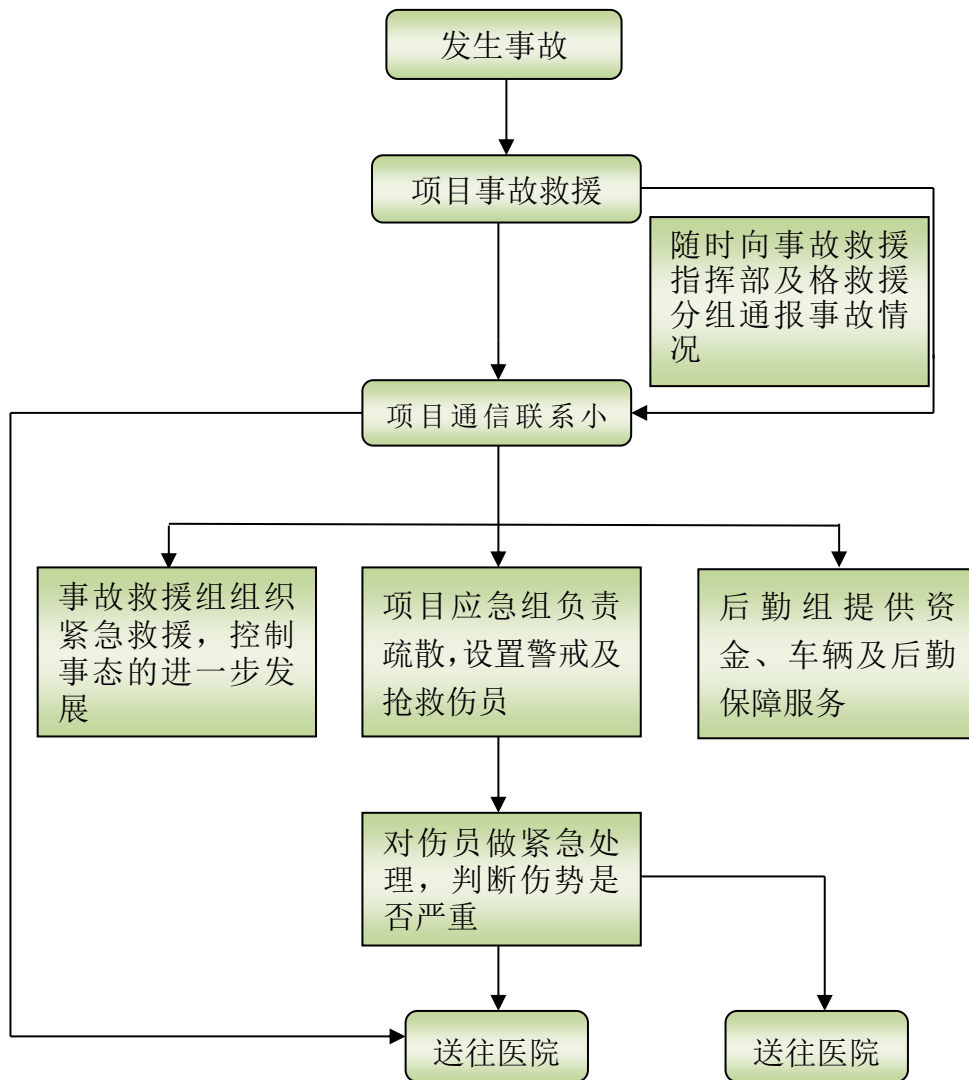 发生事故
项目事故救援
随时向事故救援
指挥部及格救援
分组通报事故情
况
项目通信联系小
事故救援组组织
紧急救援，控制
事态的进一步发
展
项目应急组负责
疏散，设置警戒及
抢救伤员
后勤组提供资
金、车辆及后勤
保障服务
对伤员做紧急处
理，判断伤势是
否严重
送往医院
送往医院